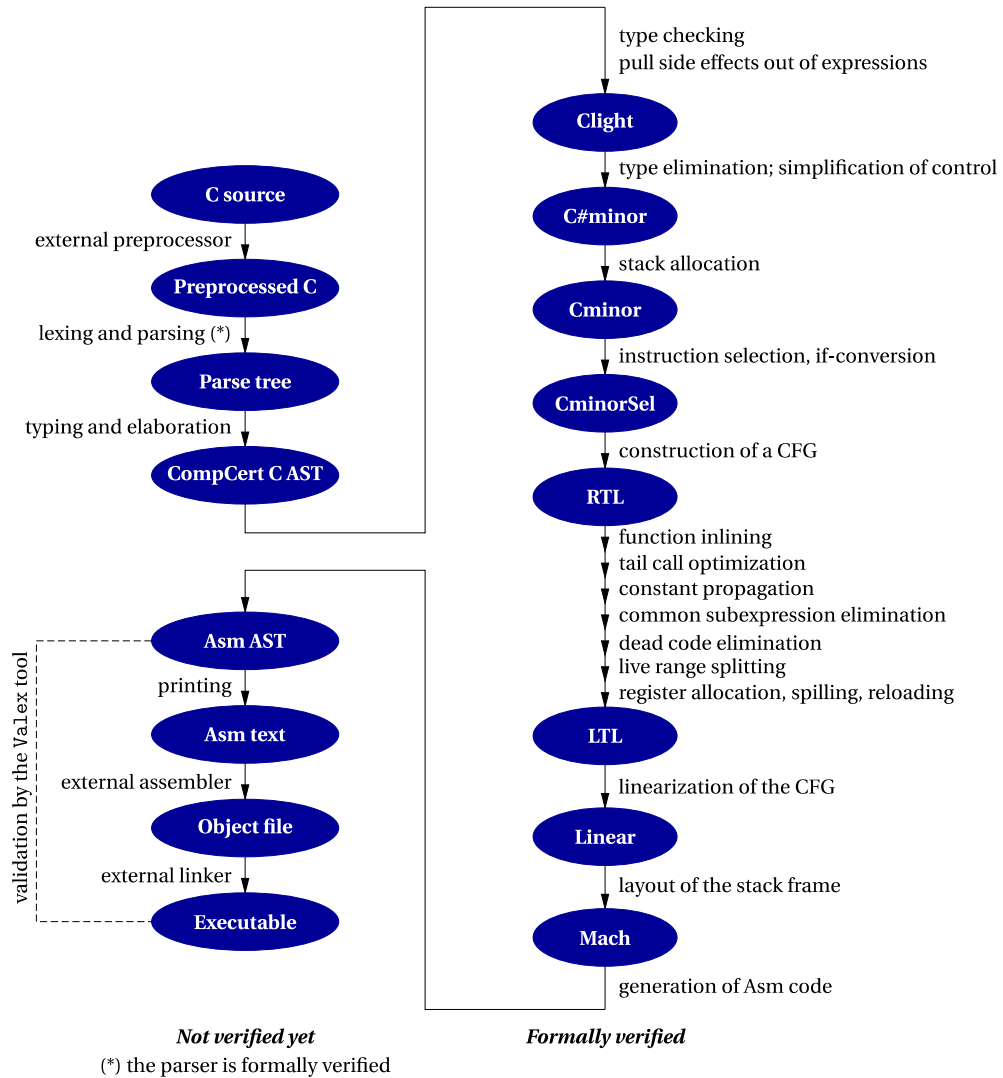 C source
external preprocessor
Preprocessed C
lexing and parsing (*)
Parse tree
typing and elaboration
CompCert C AST
type checking
pull side effects out of expressions
Clight
type elimination; simplification of control
C#minor
stack allocation
Cminor
instruction selection, if-conversion
CminorSel
construction of a CFG
RTL
function inlining
tail call optimization
constant propagation
common subexpression elimination
dead code elimination
live range splitting
register allocation, spilling, reloading
LTL
linearization of the CFG
Linear
layout of the stack frame
Mach
generation of Asm code
Asm AST
printing
Asm text
external assembler
Object file
external linker
Executable
validation by the Valex tool
Not verified yet
(*) the parser is formally verified
Formally verified